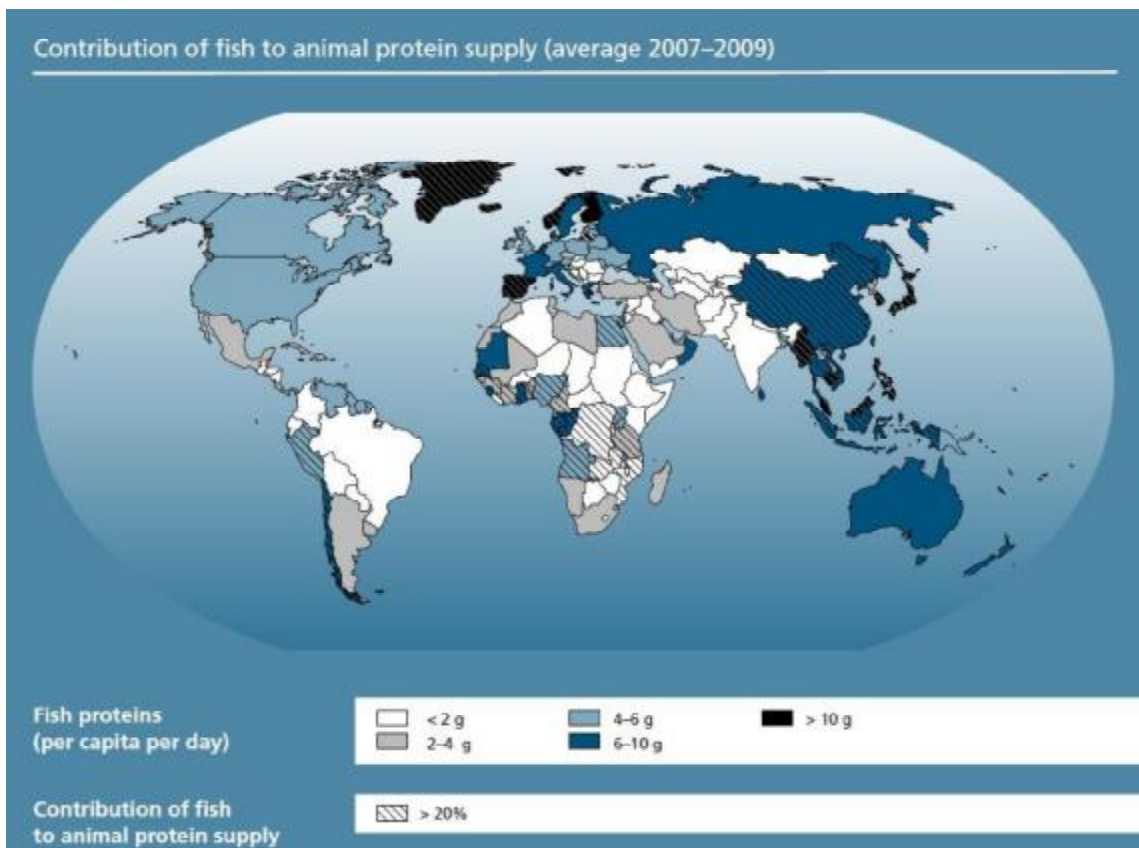 Contribution of fish to animal protein supply (average 2007–2009)
Fish proteins
(per capita per day)
< 2 g
4–6 g
> 10 g
2–4 g
6–10 g
Contribution of fish
to animal protein supply
> 20%